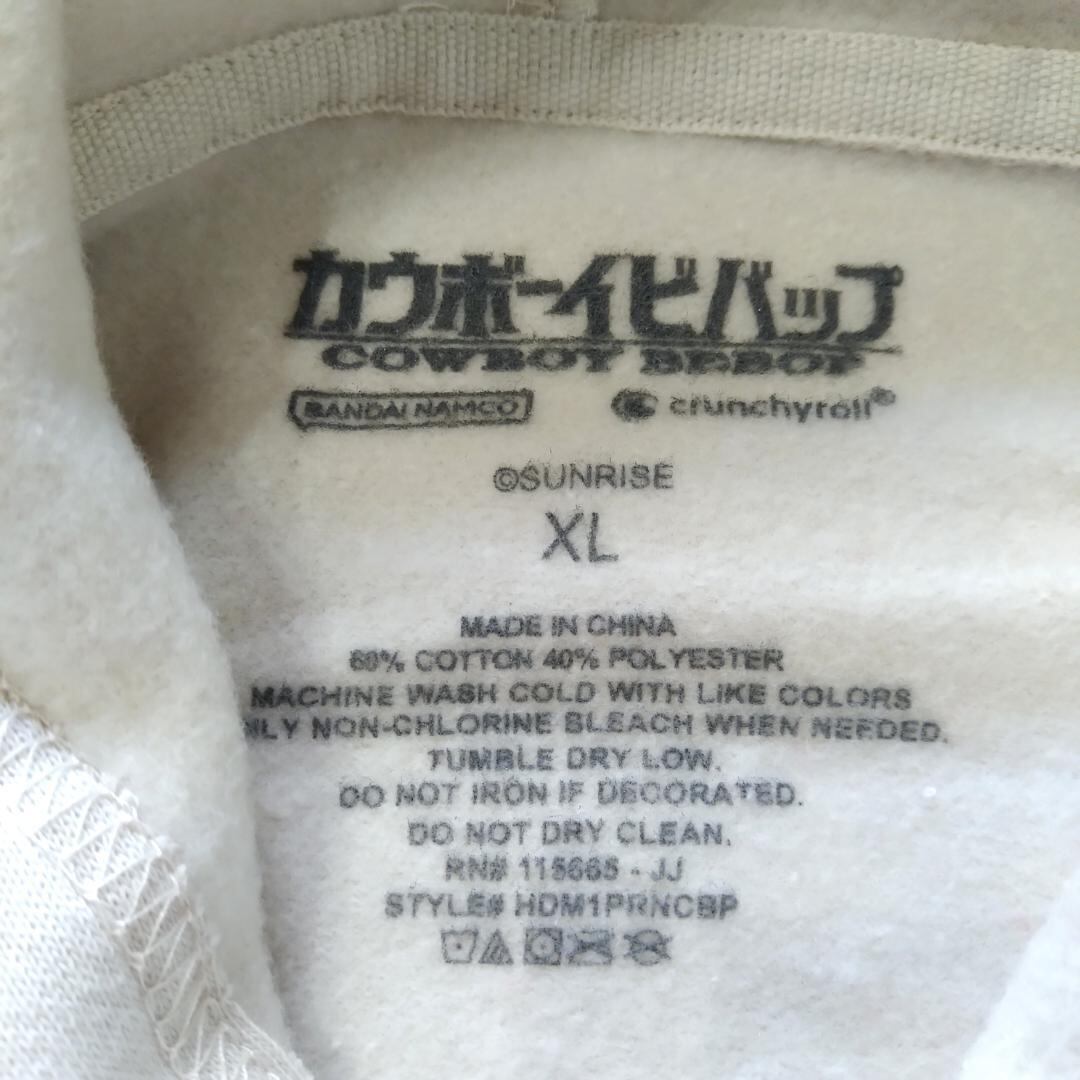 カウボーイビバップ
COWBOY BEBOP
BANDAI NAMCO crunchyroll®
©SUNRISE
XL
MADE IN CHINA
60% COTTON 40% POLYESTER
MACHINE WASH COLD WITH LIKE COLORS
NLY NON-CHLORINE BLEACH WHEN NEEDED.
TUMBLE DRY LOW.
DO NOT IRON IF DECORATED.
DO NOT DRY CLEAN.
RN# 115665 - JJ
STYLE# HDM1PRNCBP